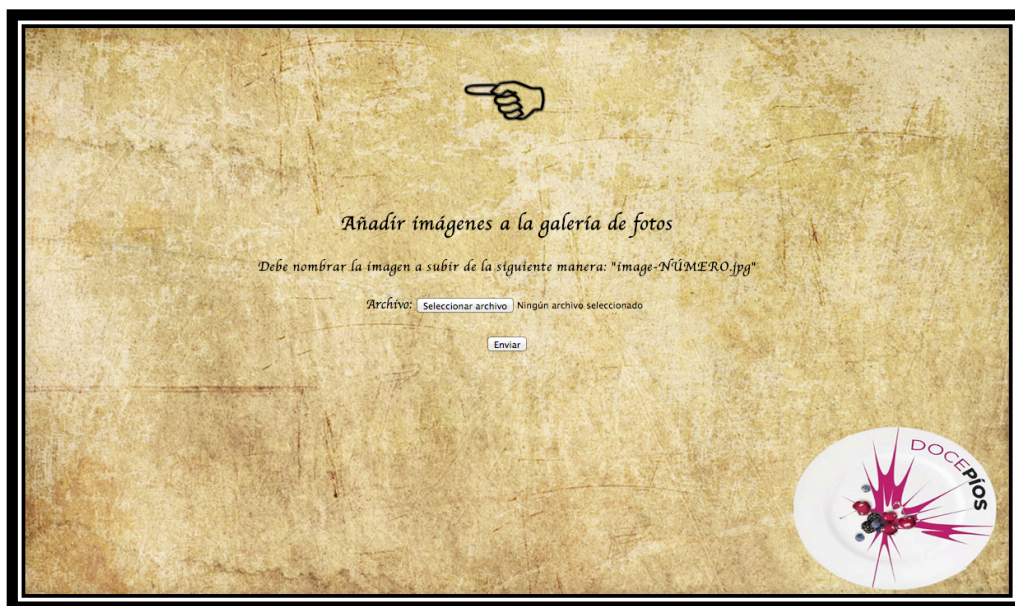 Añadir imágenes a la galería de fotos
Debe nombrar la imagen a subir de la siguiente manera: "image-NÚMERO.jpg"
Archivo: Seleccionar archivo Ningún archivo seleccionado
Enviar
DOCEPÍOS